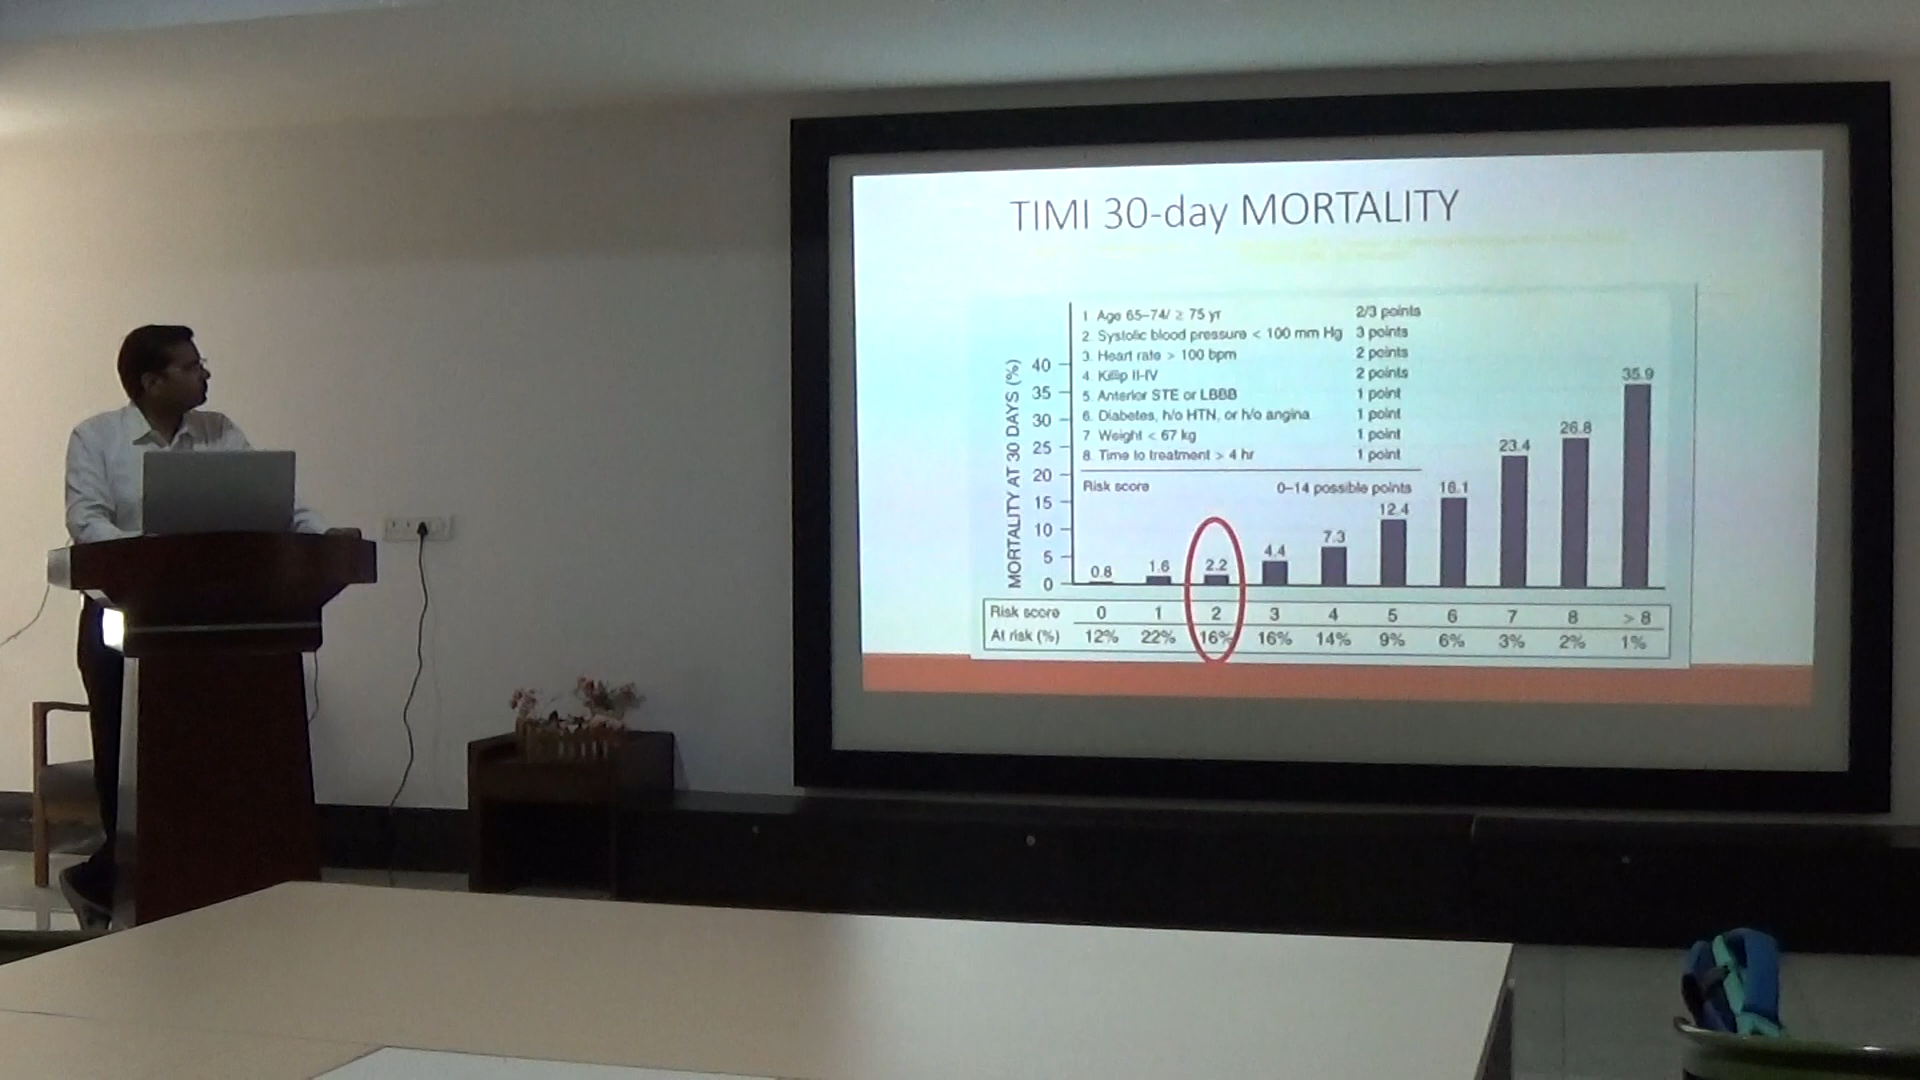 TIMI 30-day MORTALITY
1 Age 65–74/ ≥ 75 yr 2/3 points
2. Systolic blood pressure < 100 mm Hg 3 points
3. Heart rate > 100 bpm 2 points
4. Killip II-IV 2 points
5. Anterior STE or LBBB 1 point
6. Diabetes, h/o HTN, or h/o angina 1 point
7 Weight < 67 kg 1 point
8. Time to treatment > 4 hr 1 point
Risk score 0–14 possible points
MORTALITY AT 30 DAYS (%)
40
35
30
25
20
15
10
5
0
0.8 1.6 2.2 4.4 7.3 12.4 16.1 23.4 26.8 35.9
Risk score 0 1 2 3 4 5 6 7 8 > 8
At risk (%) 12% 22% 16% 16% 14% 9% 6% 3% 2% 1%